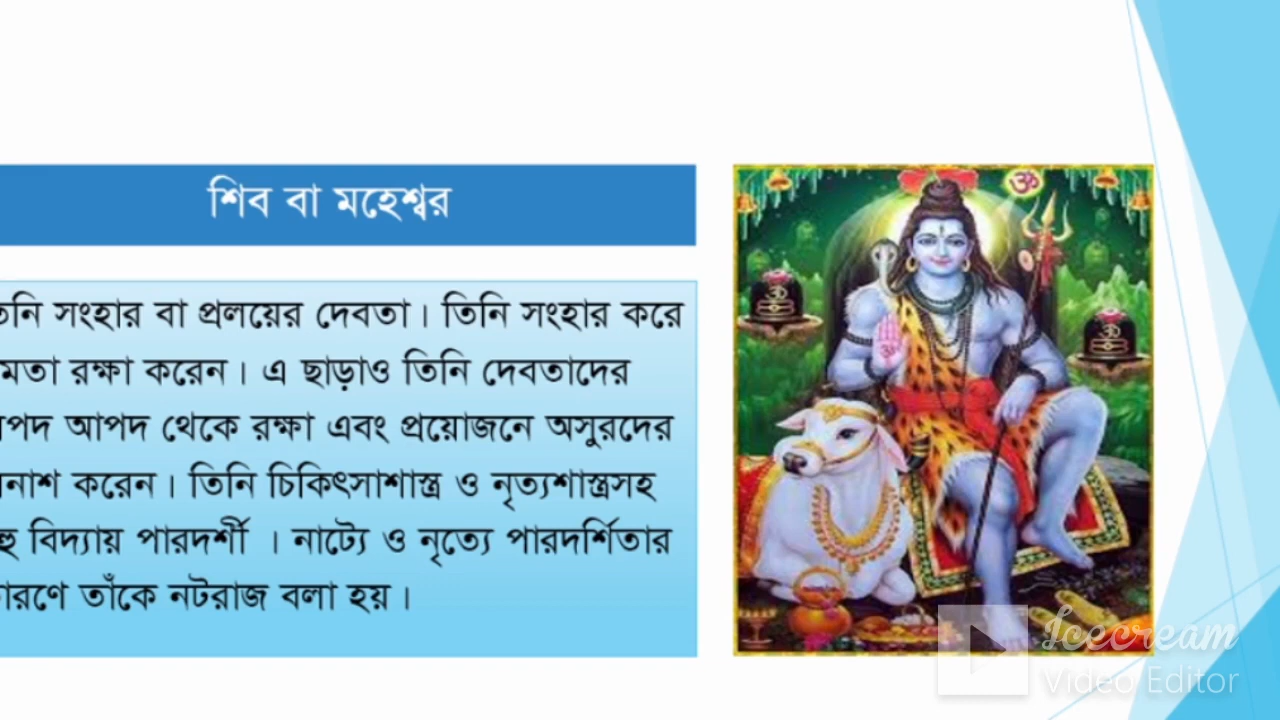 শিব বা মহেশ্বর
সংহার বা প্রলয়ের দেবতা। তিনি সংহার করে
রক্ষা করেন। এ ছাড়াও তিনি দেবতাদের
আপদ থেকে রক্ষা এবং প্রয়োজনে অসুরদের
করেন। তিনি চিকিৎসাশাস্ত্র ও নৃত্যশাস্ত্রসহ
বিদ্যায় পারদর্শী । নাট্যে ও নৃত্যে পারদর্শিতার
তাঁকে নটরাজ বলা হয়।
ॐ
ॐ
ॐ
Icecream
Video Editor